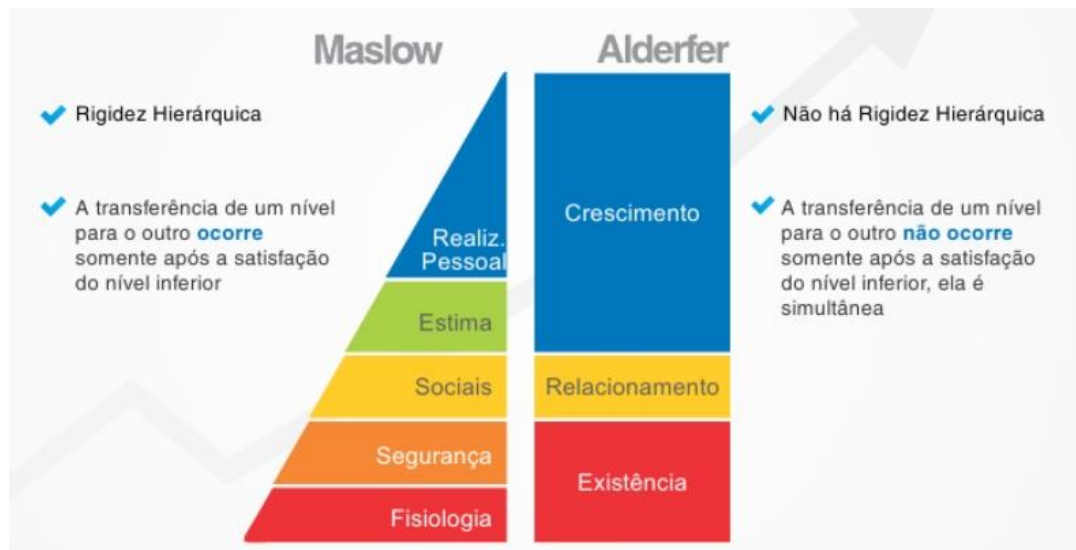 Maslow
Alderfer
Rigidez Hierárquica
A transferência de um nível
para o outro ocorre
somente após a satisfação
do nível inferior
Realiz.
Pessoal
Estima
Sociais
Segurança
Fisiologia
Crescimento
Relacionamento
Existência
Não há Rigidez Hierárquica
A transferência de um nível
para o outro não ocorre
somente após a satisfação
do nível inferior, ela é
simultânea